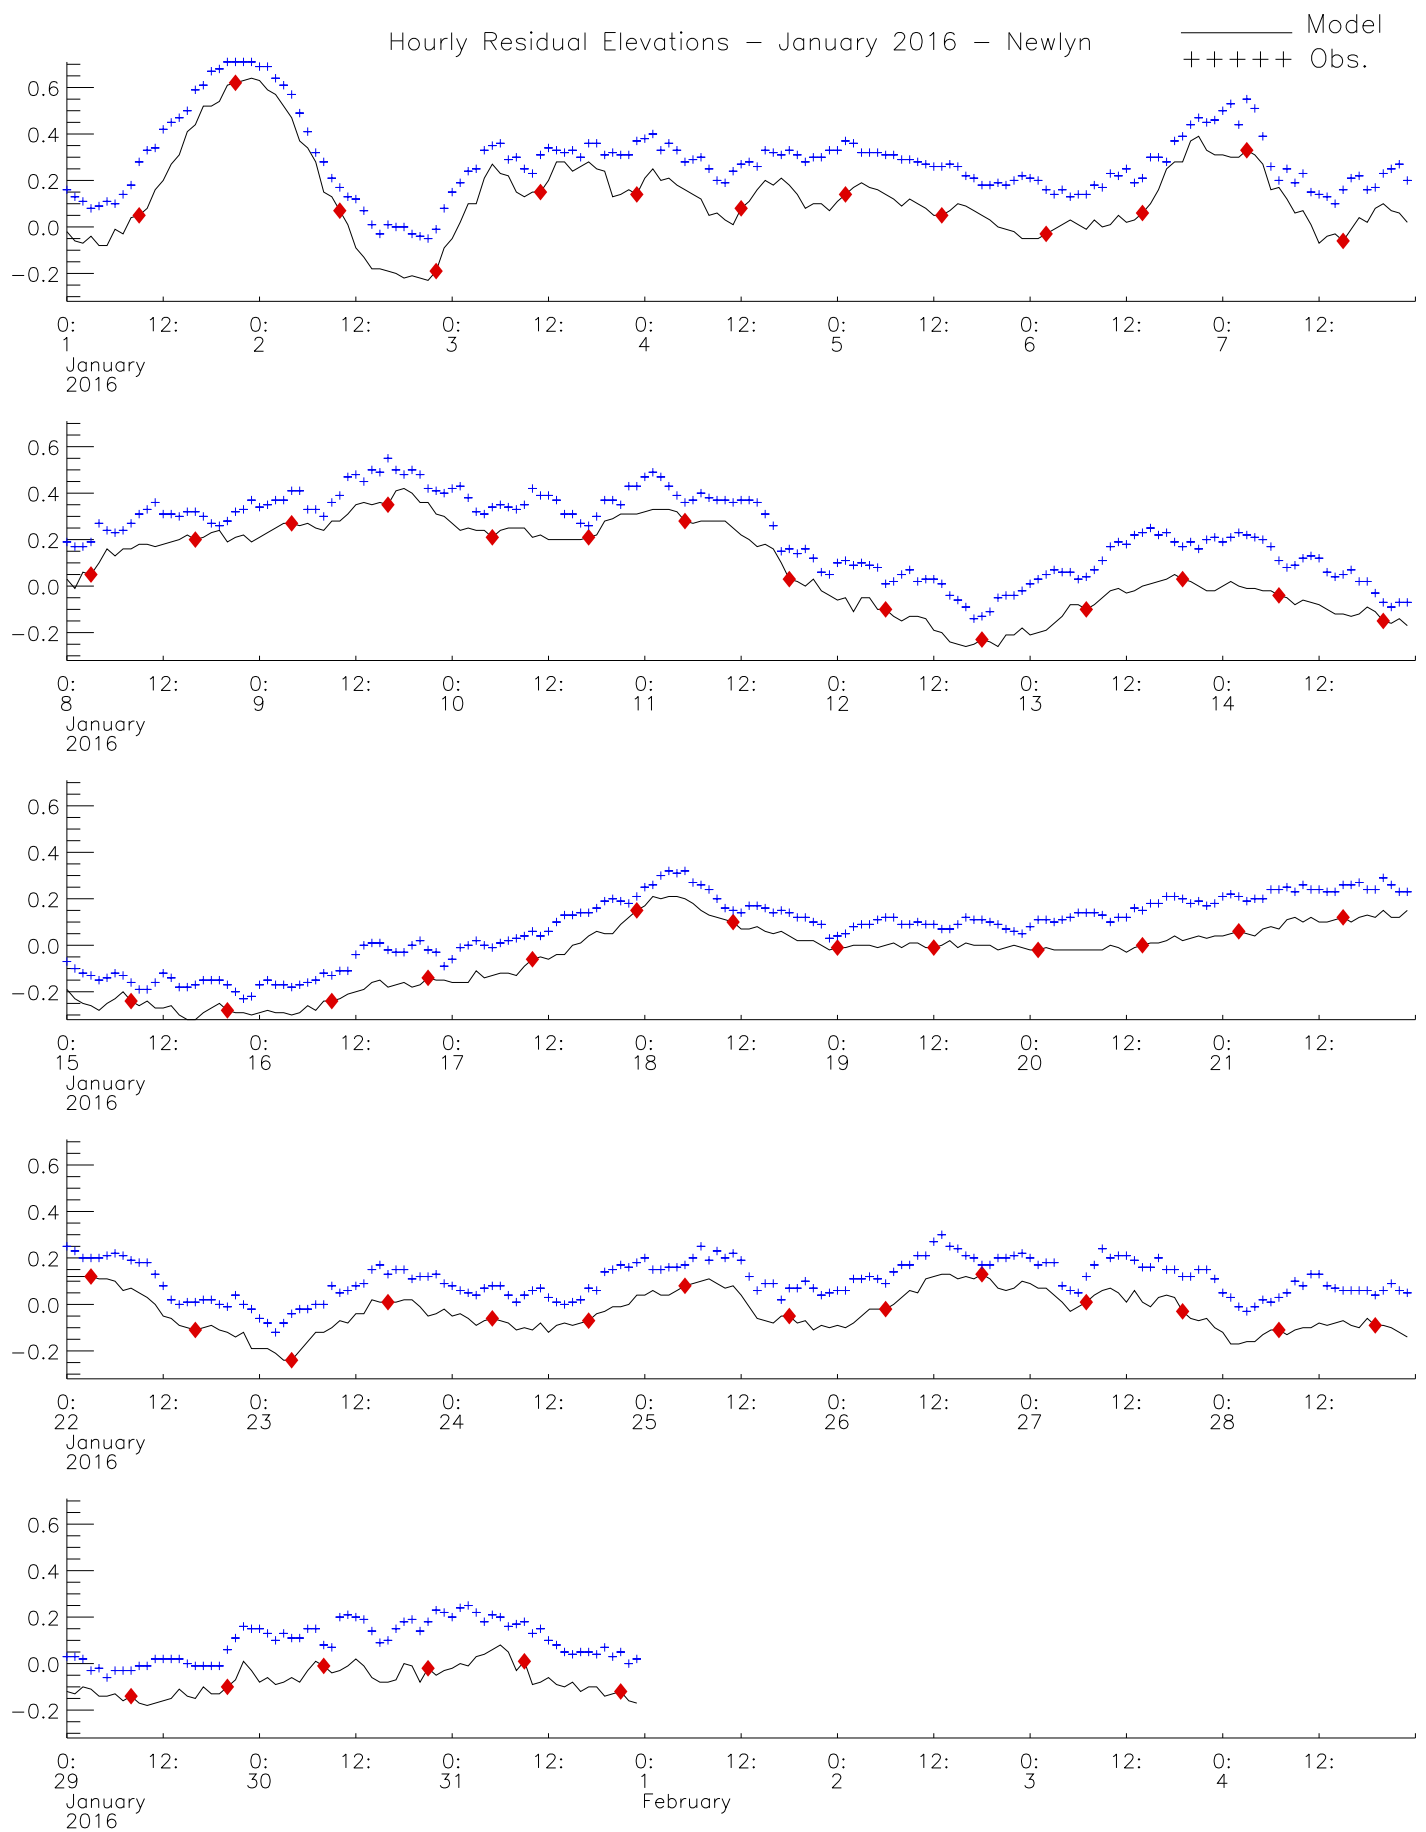 Hourly Residual Elevations – January 2016 – Newlyn
Model
+++++ Obs.
0.6
0.4
0.2
0.0
−0.2
0: 12: 0: 12: 0: 12: 0: 12: 0: 12: 0: 12: 0: 12:
1 2 3 4 5 6 7
January
2016
0.6
0.4
0.2
0.0
−0.2
0: 12: 0: 12: 0: 12: 0: 12: 0: 12: 0: 12: 0: 12:
8 9 10 11 12 13 14
January
2016
0.6
0.4
0.2
0.0
−0.2
0: 12: 0: 12: 0: 12: 0: 12: 0: 12: 0: 12: 0: 12:
15 16 17 18 19 20 21
January
2016
0.6
0.4
0.2
0.0
−0.2
0: 12: 0: 12: 0: 12: 0: 12: 0: 12: 0: 12: 0: 12:
22 23 24 25 26 27 28
January
2016
0.6
0.4
0.2
0.0
−0.2
0: 12: 0: 12: 0: 12: 0: 12: 0: 12: 0: 12: 0: 12:
29 30 31 1 2 3 4
January February
2016